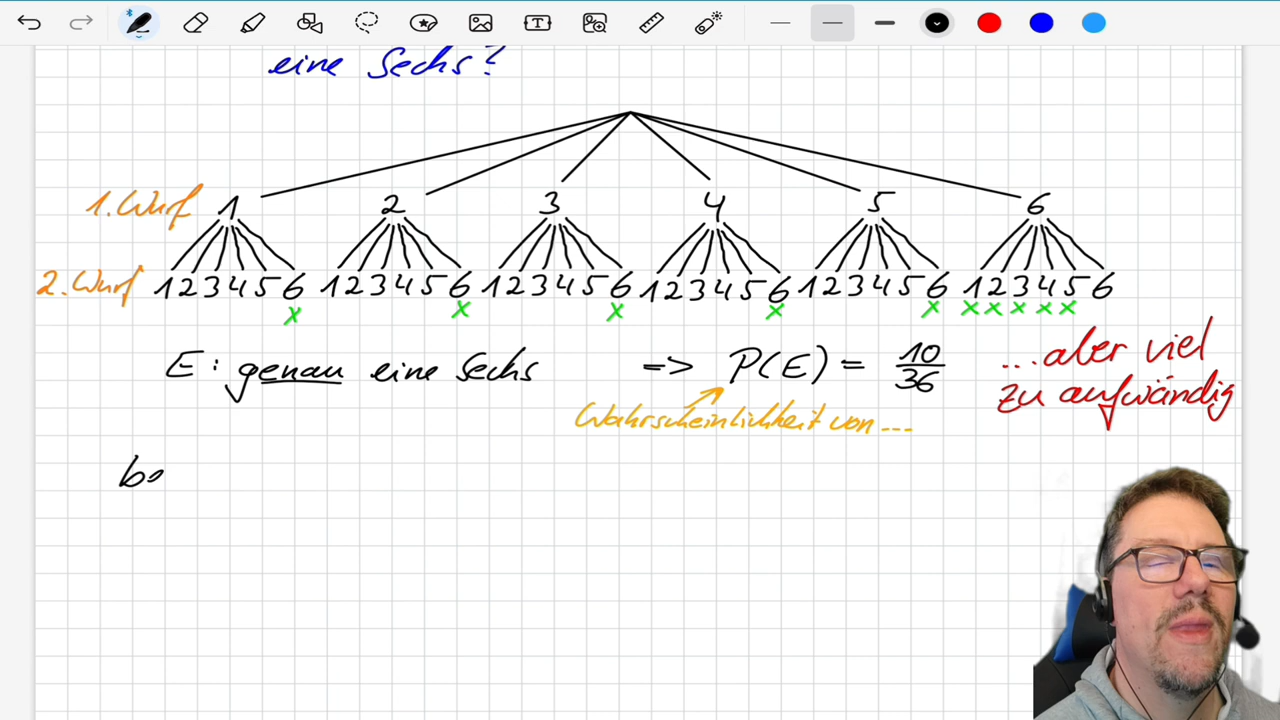 eine Sechs?
1. Wurf 1 2 3 4 5 6
2. Wurf 123456 123456 123456 123456 123456 123456
x x x x x x x x x x
E: genau eine Sechs => P(E) = 10/36
...aber viel
zu aufwändig
Wahrscheinlichkeit von ...